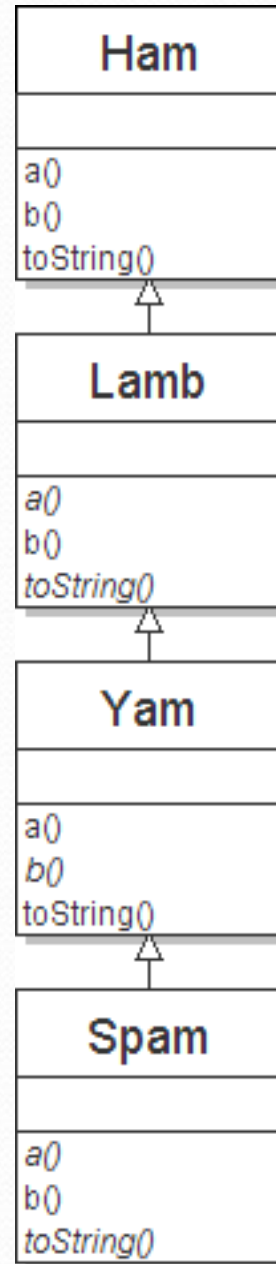 Ham
a()
b()
toString()
Lamb
a()
b()
toString()
Yam
a()
b()
toString()
Spam
a()
b()
toString()